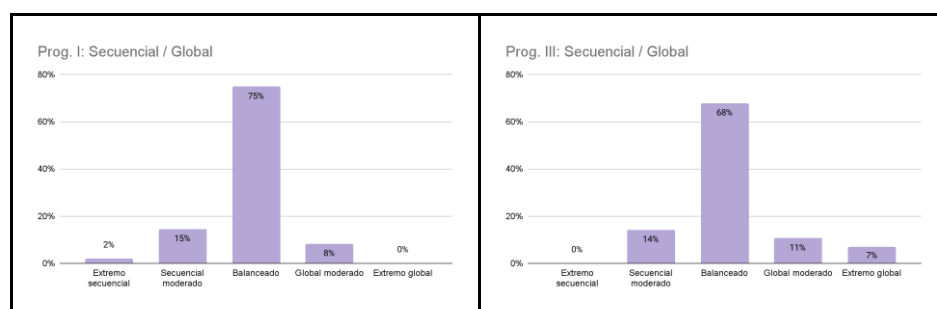 Prog. I: Secuencial / Global
80%
60%
40%
20%
0%
2%
15%
75%
8%
0%
Extremo
secuencial
Secuencial
moderado
Balanceado
Global moderado
Extremo global
Prog. III: Secuencial / Global
80%
60%
40%
20%
0%
0%
14%
68%
11%
7%
Extremo
secuencial
Secuencial
moderado
Balanceado
Global moderado
Extremo global